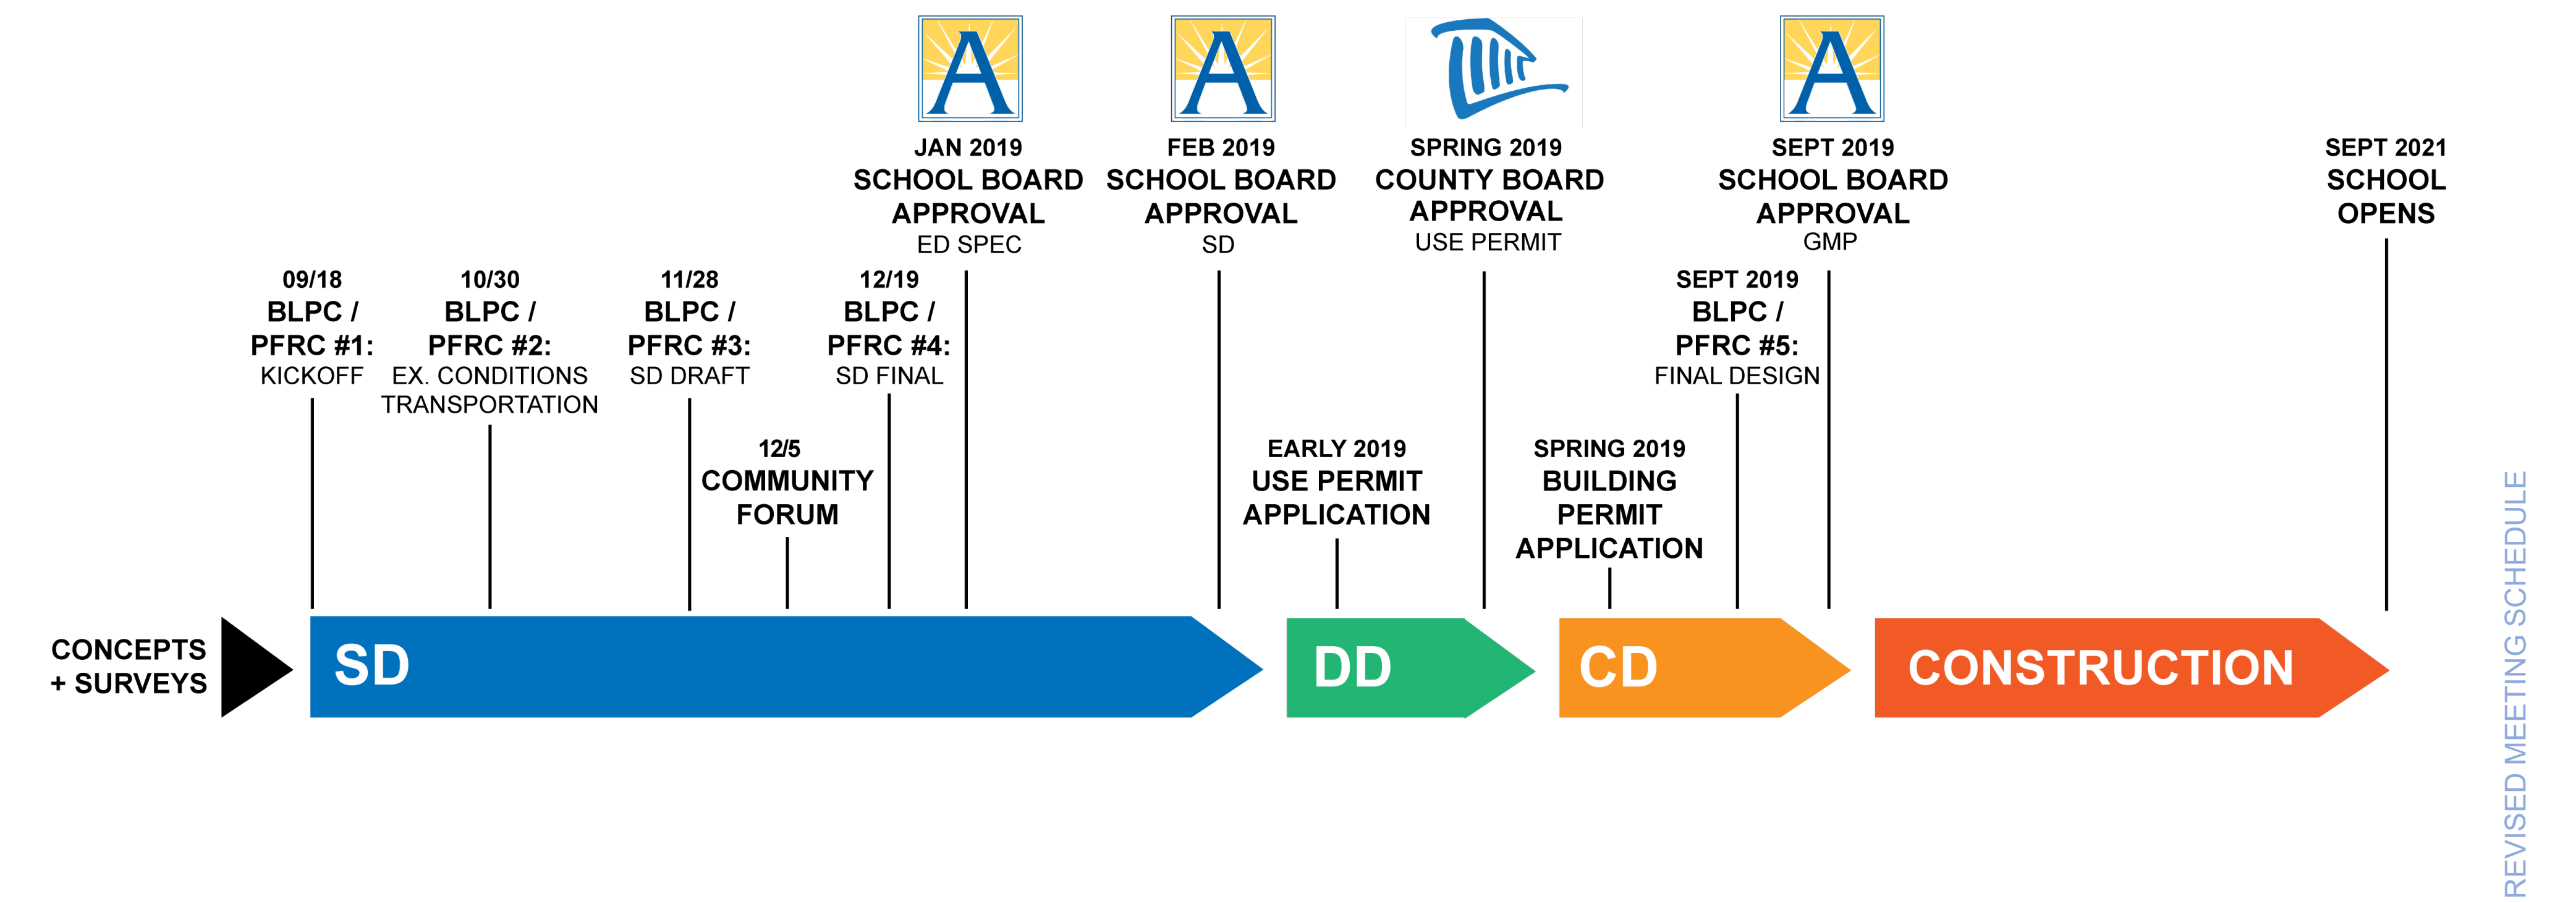 JAN 2019
SCHOOL BOARD
APPROVAL
ED SPEC
FEB 2019
SCHOOL BOARD
APPROVAL
SD
SPRING 2019
COUNTY BOARD
APPROVAL
USE PERMIT
SEPT 2019
SCHOOL BOARD
APPROVAL
GMP
SEPT 2021
SCHOOL
OPENS
09/18
BLPC /
PFRC #1:
KICKOFF
10/30
BLPC /
PFRC #2:
EX. CONDITIONS
TRANSPORTATION
11/28
BLPC /
PFRC #3:
SD DRAFT
12/19
BLPC /
PFRC #4:
SD FINAL
SEPT 2019
BLPC /
PFRC #5:
FINAL DESIGN
12/5
COMMUNITY
FORUM
EARLY 2019
USE PERMIT
APPLICATION
SPRING 2019
BUILDING
PERMIT
APPLICATION
CONCEPTS
+ SURVEYS
SD
DD
CD
CONSTRUCTION
REVISED MEETING SCHEDULE
A
A
A